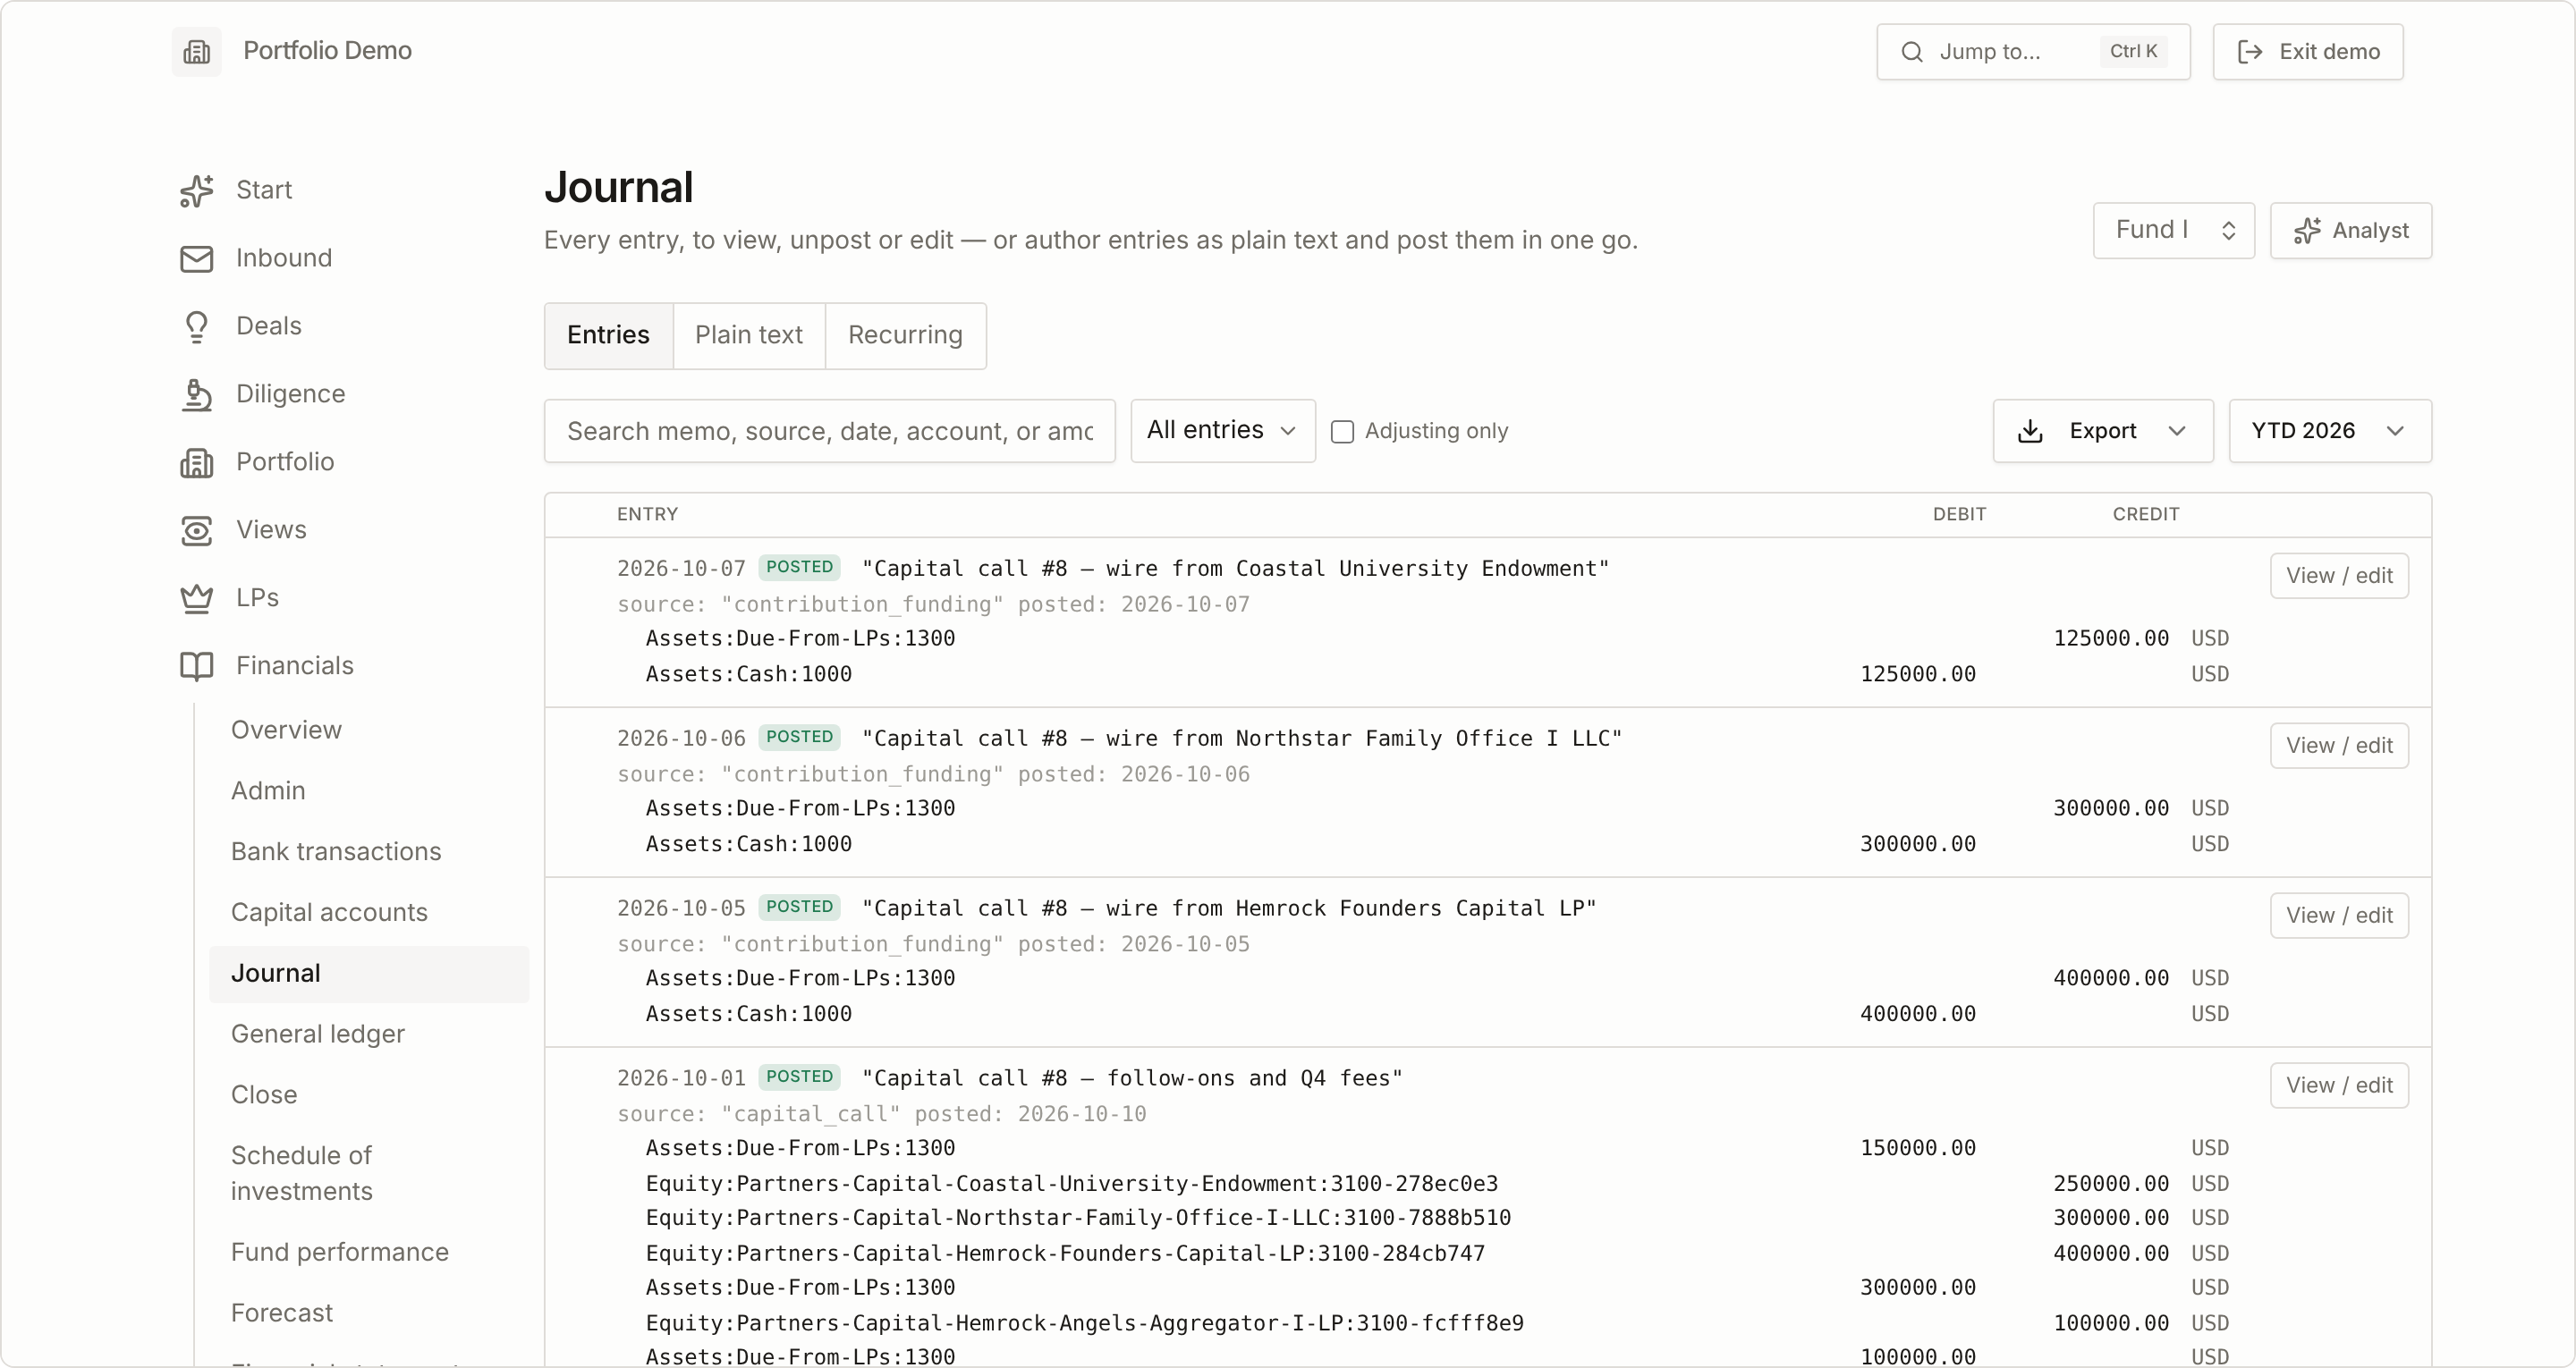 Portfolio Demo
Jump to...
Ctrl K
Exit demo
Start
Inbound
Deals
Diligence
Portfolio
Views
LPs
Financials
Overview
Admin
Bank transactions
Capital accounts
Journal
General ledger
Close
Schedule of
investments
Fund performance
Forecast
Journal
Every entry, to view, unpost or edit — or author entries as plain text and post them in one go.
Fund I
Analyst
Entries Plain text Recurring
Search memo, source, date, account, or amo
All entries
Adjusting only
Export
YTD 2026
ENTRY DEBIT CREDIT
2026-10-07 POSTED "Capital call #8 — wire from Coastal University Endowment" View / edit
source: "contribution_funding" posted: 2026-10-07
Assets:Due-From-LPs:1300 125000.00 USD
Assets:Cash:1000 125000.00 USD
2026-10-06 POSTED "Capital call #8 — wire from Northstar Family Office I LLC" View / edit
source: "contribution_funding" posted: 2026-10-06
Assets:Due-From-LPs:1300 300000.00 USD
Assets:Cash:1000 300000.00 USD
2026-10-05 POSTED "Capital call #8 — wire from Hemrock Founders Capital LP" View / edit
source: "contribution_funding" posted: 2026-10-05
Assets:Due-From-LPs:1300 400000.00 USD
Assets:Cash:1000 400000.00 USD
2026-10-01 POSTED "Capital call #8 — follow-ons and Q4 fees" View / edit
source: "capital_call" posted: 2026-10-10
Assets:Due-From-LPs:1300 150000.00 USD
Equity:Partners-Capital-Coastal-University-Endowment:3100-278ec0e3 250000.00 USD
Equity:Partners-Capital-Northstar-Family-Office-I-LLC:3100-7888b510 300000.00 USD
Equity:Partners-Capital-Hemrock-Founders-Capital-LP:3100-284cb747 400000.00 USD
Assets:Due-From-LPs:1300 300000.00 USD
Equity:Partners-Capital-Hemrock-Angels-Aggregator-I-LP:3100-fcfff8e9 100000.00 USD
Assets:Due-From-LPs:1300 100000.00 USD